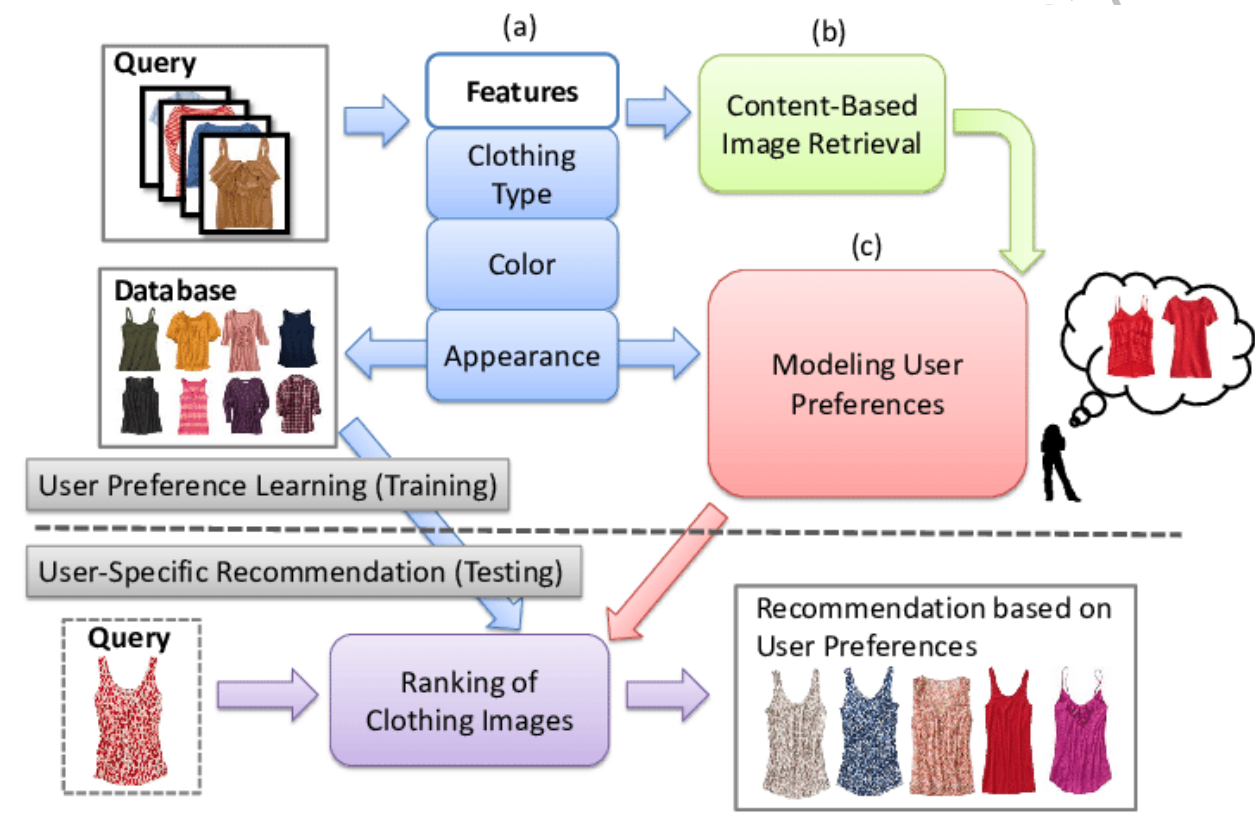 (a)
(b)
Query
Features
Content-Based
Image Retrieval
Clothing
Type
(c)
Color
Database
Appearance
Modeling User
Preferences
User Preference Learning (Training)
User-Specific Recommendation (Testing)
Query
Ranking of
Clothing Images
Recommendation based on
User Preferences